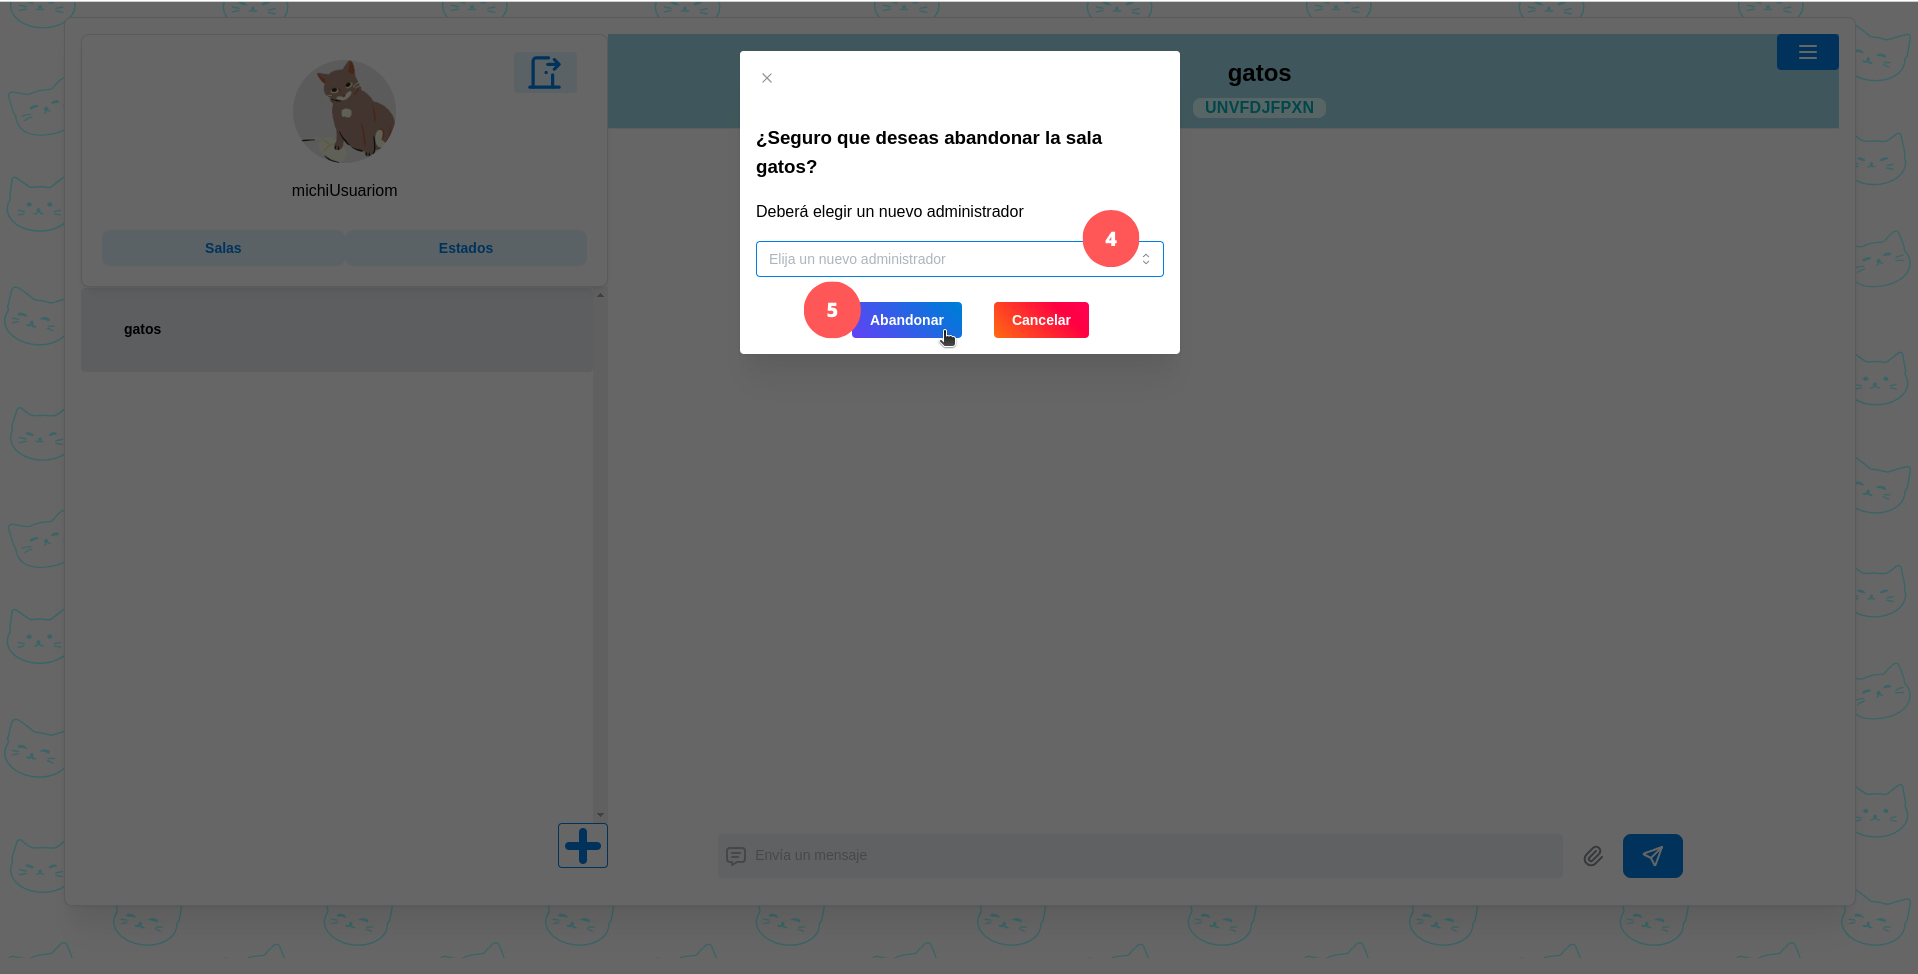 michiUsuariom
Salas
Estados
gatos
gatos
UNVFDJFPXN
¿Seguro que deseas abandonar la sala
gatos?
Deberá elegir un nuevo administrador
4
Elija un nuevo administrador
5
Abandonar
Cancelar
Envía un mensaje